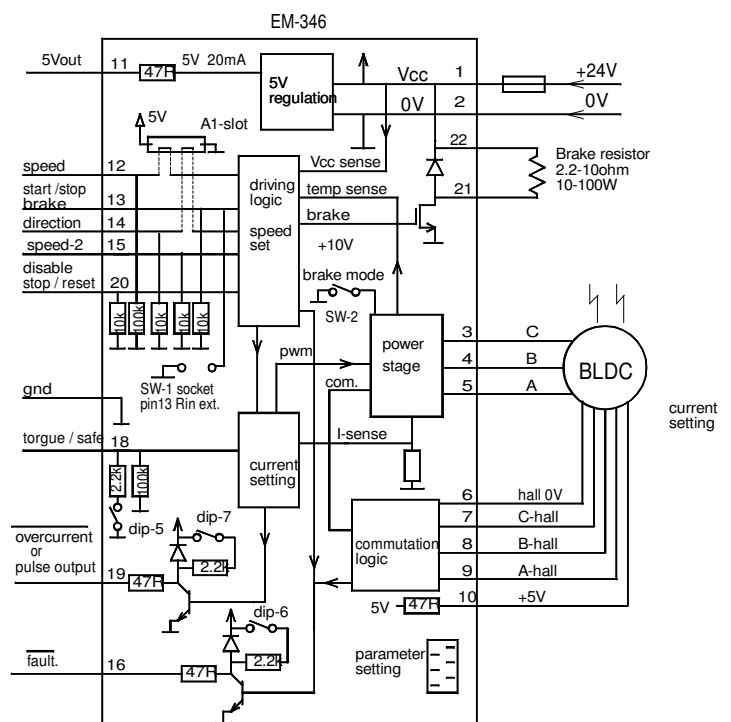 EM-346
5Vout 11 47R 5V 20mA
5V
regulation
Vcc 1 +24V
0V 2 0V
5V A1-slot
22
Brake resistor
2.2-10ohm
10-100W
21
speed 12
start /stop
brake 13
direction 14
speed-2 15
disable
stop / reset 20
driving
logic
speed
set
Vcc sense
temp sense
brake
+10V
brake mode
SW-2
10k 100k 10k 10k 10k
SW-1 socket
pin13 Rin ext.
pwm
com.
power
stage
3 C
4 B
5 A
BLDC
current
setting
gnd
torgue / safe 18
2.2k 100k
dip-5
current
setting
I-sense
6 hall 0V
7 C-hall
8 B-hall
9 A-hall
10 +5V
commutation
logic
5V 47R
overcurrent
or
pulse output
19 47R
dip-7
2.2k
dip-6
2.2k
fault. 16 47R
parameter
setting